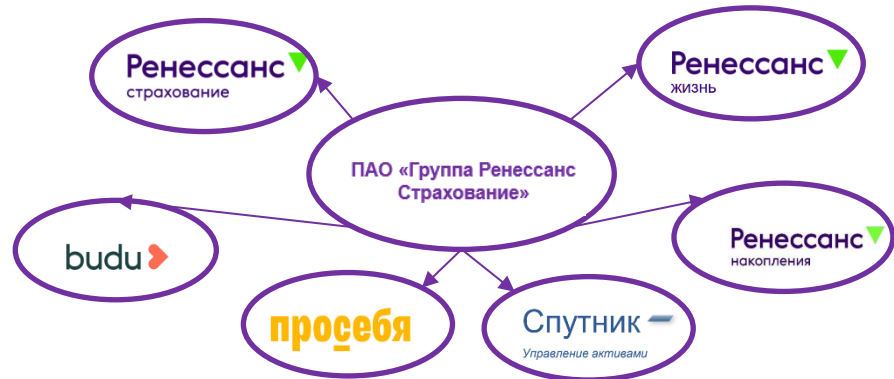 Ренессанс
страхование
Ренессанс
жизнь
ПАО «Группа Ренессанс
Страхование»
budu
Ренессанс
накопления
просебя
Спутник
Управление активами